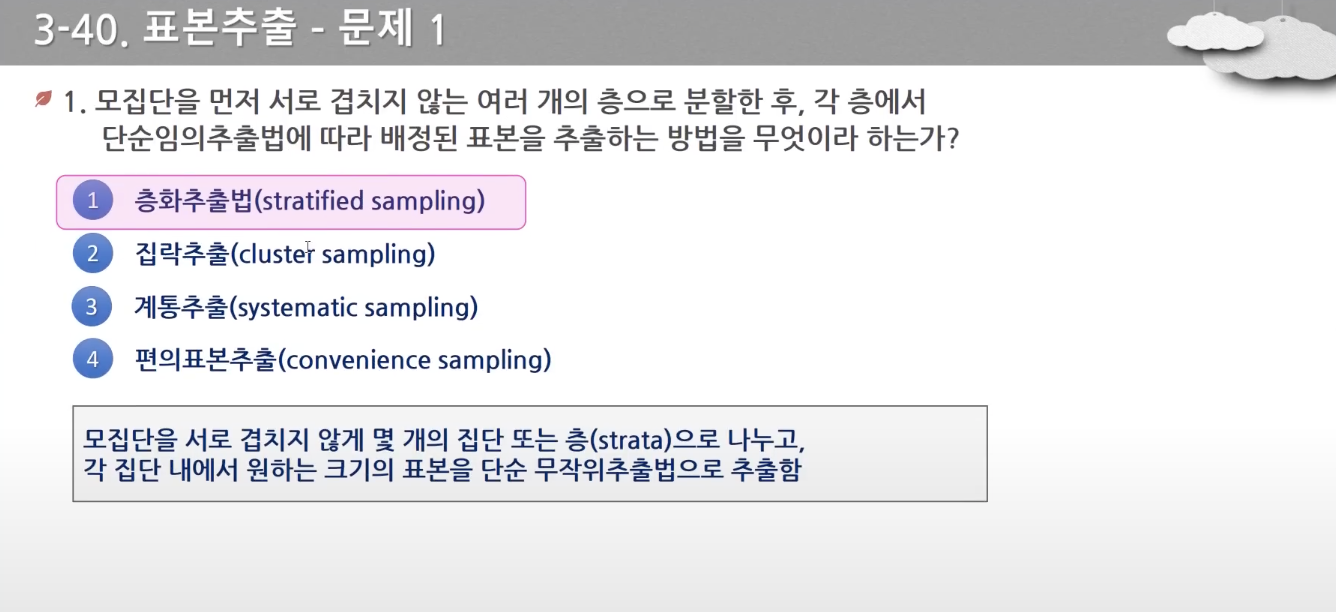 3-40. 표본추출 - 문제 1
1. 모집단을 먼저 서로 겹치지 않는 여러 개의 층으로 분할한 후, 각 층에서
단순임의추출법에 따라 배정된 표본을 추출하는 방법을 무엇이라 하는가?
1 층화추출법(stratified sampling)
2 집락추출(cluster sampling)
3 계통추출(systematic sampling)
4 편의표본추출(convenience sampling)
모집단을 서로 겹치지 않게 몇 개의 집단 또는 층(strata)으로 나누고,
각 집단 내에서 원하는 크기의 표본을 단순 무작위추출법으로 추출함